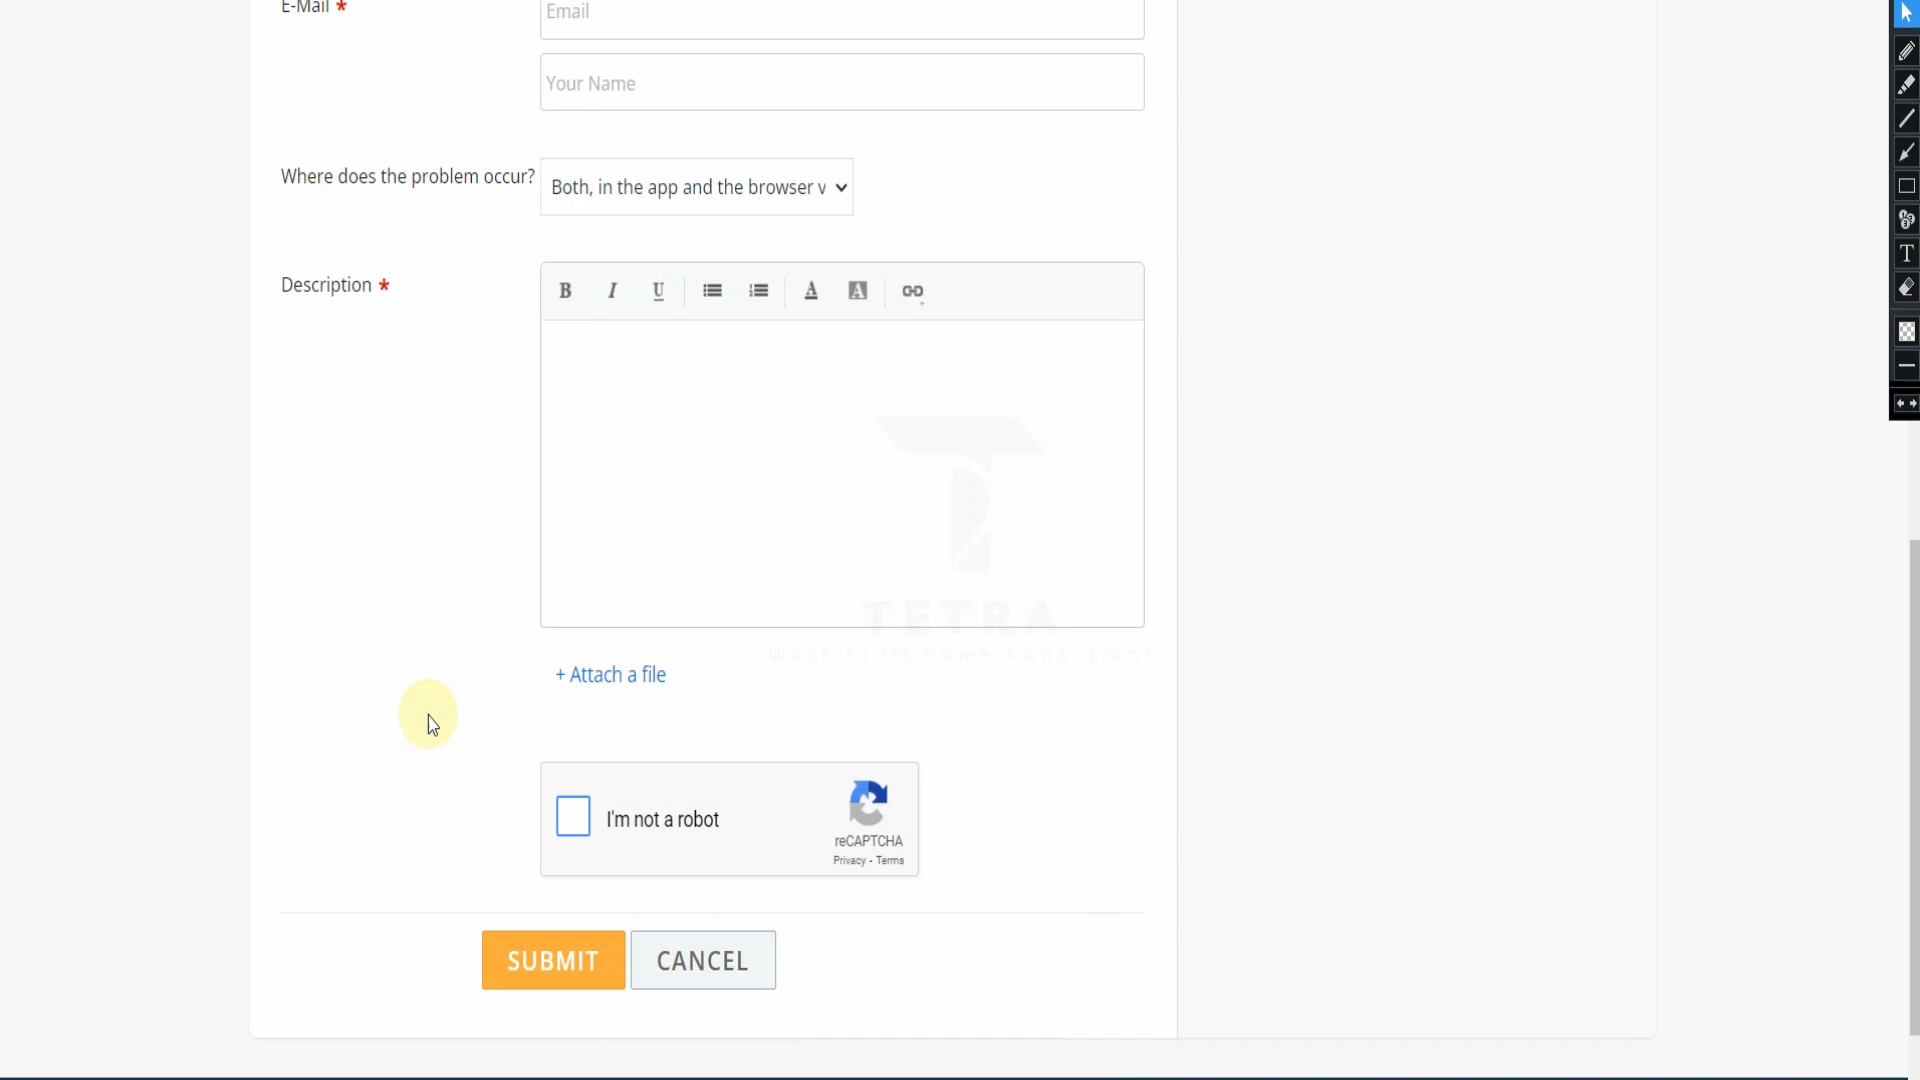 E-Mail *
Email
Your Name
Where does the problem occur?
Both, in the app and the browser v
Description *
B I U A A
TETRA
Work From Home Consultant
+ Attach a file
I'm not a robot
reCAPTCHA
Privacy - Terms
SUBMIT
CANCEL
T